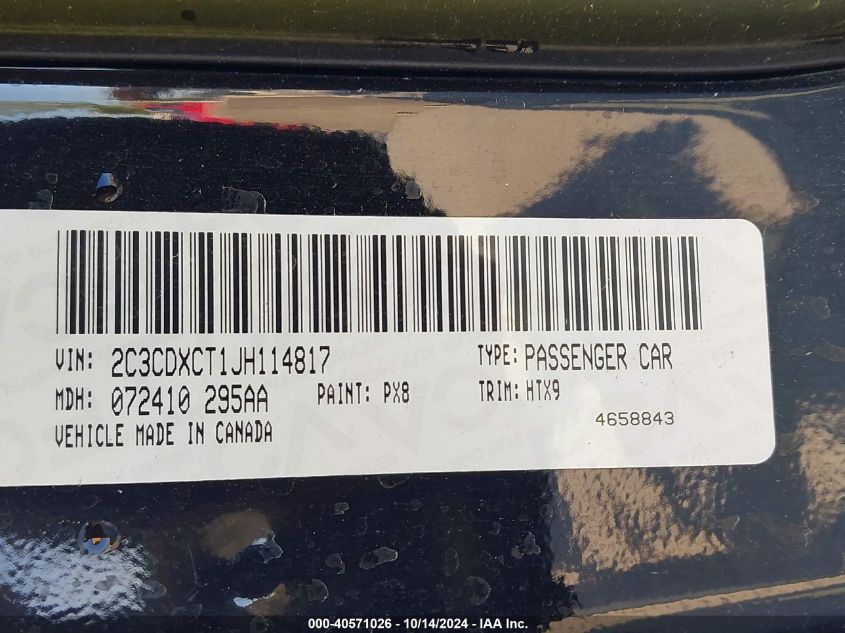 VIN: 2C3CDXCT1JH114817 TYPE: PASSENGER CAR
MDH: 072410 295AA PAINT: PX8 TRIM: HTX9
VEHICLE MADE IN CANADA 4658843
000-40571026 - 10/14/2024 - IAA Inc.